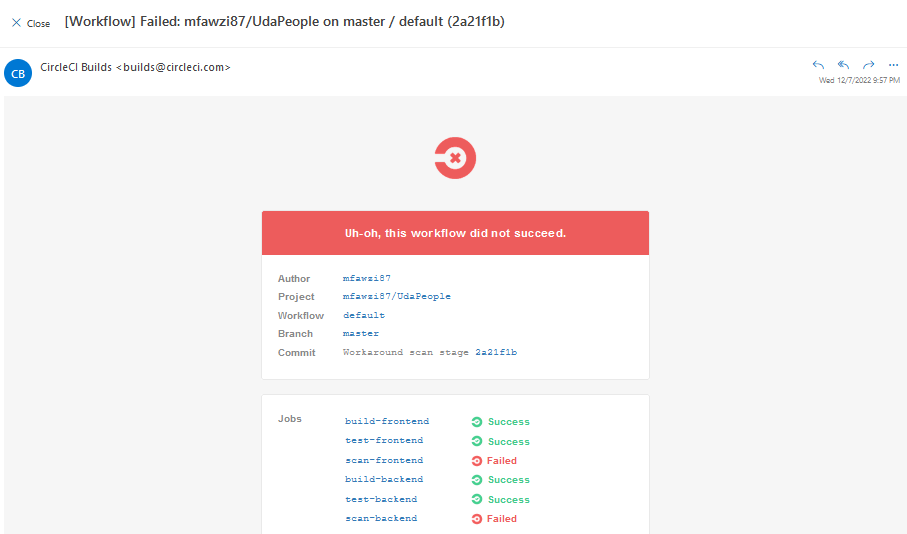 Close [Workflow] Failed: mfawzi87/UdaPeople on master / default (2a21f1b)
CB CircleCI Builds <builds@circleci.com>
Wed 12/7/2022 9:57 PM
Uh-oh, this workflow did not succeed.
Author mfawzi87
Project mfawzi87/UdaPeople
Workflow default
Branch master
Commit Workaround scan stage 2a21f1b
Jobs build-frontend Success
test-frontend Success
scan-frontend Failed
build-backend Success
test-backend Success
scan-backend Failed